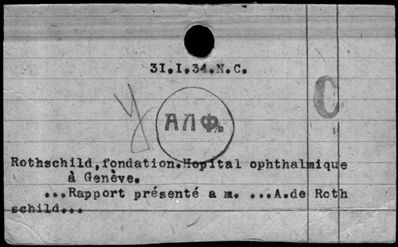 31.I.34.N.C.
АЛФ.
C
Rothschild,fondation.Hopital ophthalmique
à Genève.
...Rapport présenté a m. ...A.de Roth
schild...